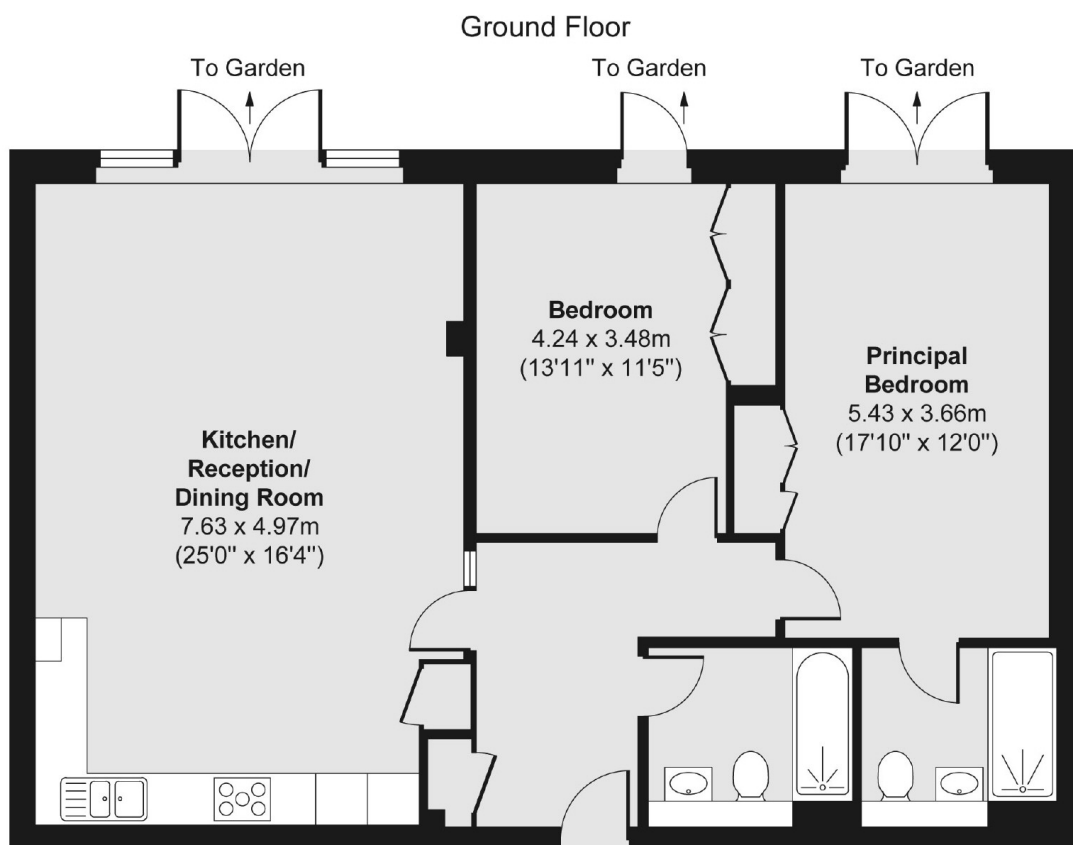 Ground Floor
To Garden
To Garden
To Garden
Bedroom
4.24 x 3.48m
(13'11" x 11'5")
Principal
Bedroom
5.43 x 3.66m
(17'10" x 12'0")
Kitchen/
Reception/
Dining Room
7.63 x 4.97m
(25'0" x 16'4")